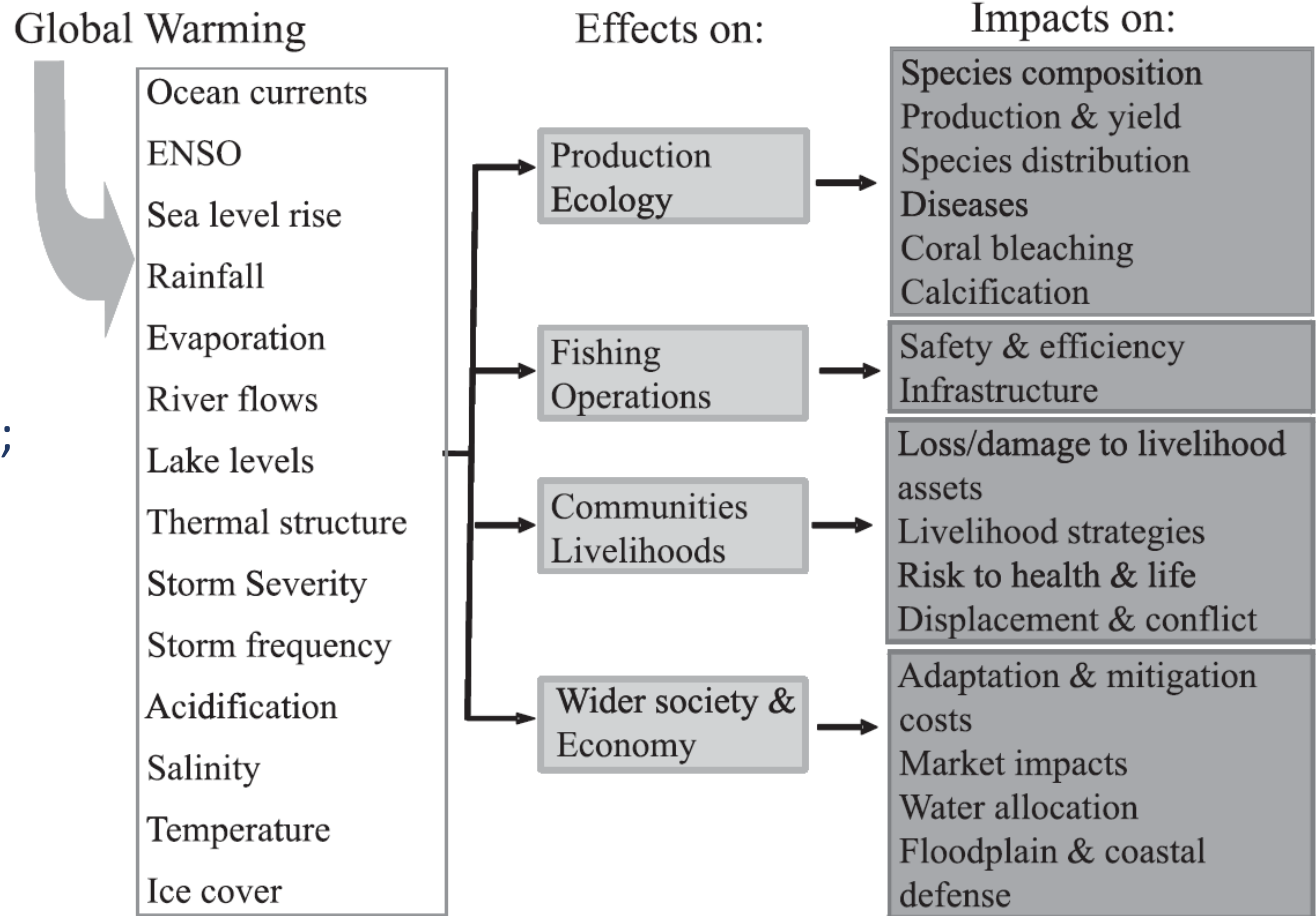 Global Warming
Effects on:
Impacts on:
Ocean currents
ENSO
Sea level rise
Rainfall
Evaporation
River flows
Lake levels
Thermal structure
Storm Severity
Storm frequency
Acidification
Salinity
Temperature
Ice cover
;
Production
Ecology
Fishing
Operations
Communities
Livelihoods
Wider society &
Economy
Species composition
Production & yield
Species distribution
Diseases
Coral bleaching
Calcification
Safety & efficiency
Infrastructure
Loss/damage to livelihood
assets
Livelihood strategies
Risk to health & life
Displacement & conflict
Adaptation & mitigation
costs
Market impacts
Water allocation
Floodplain & coastal
defense